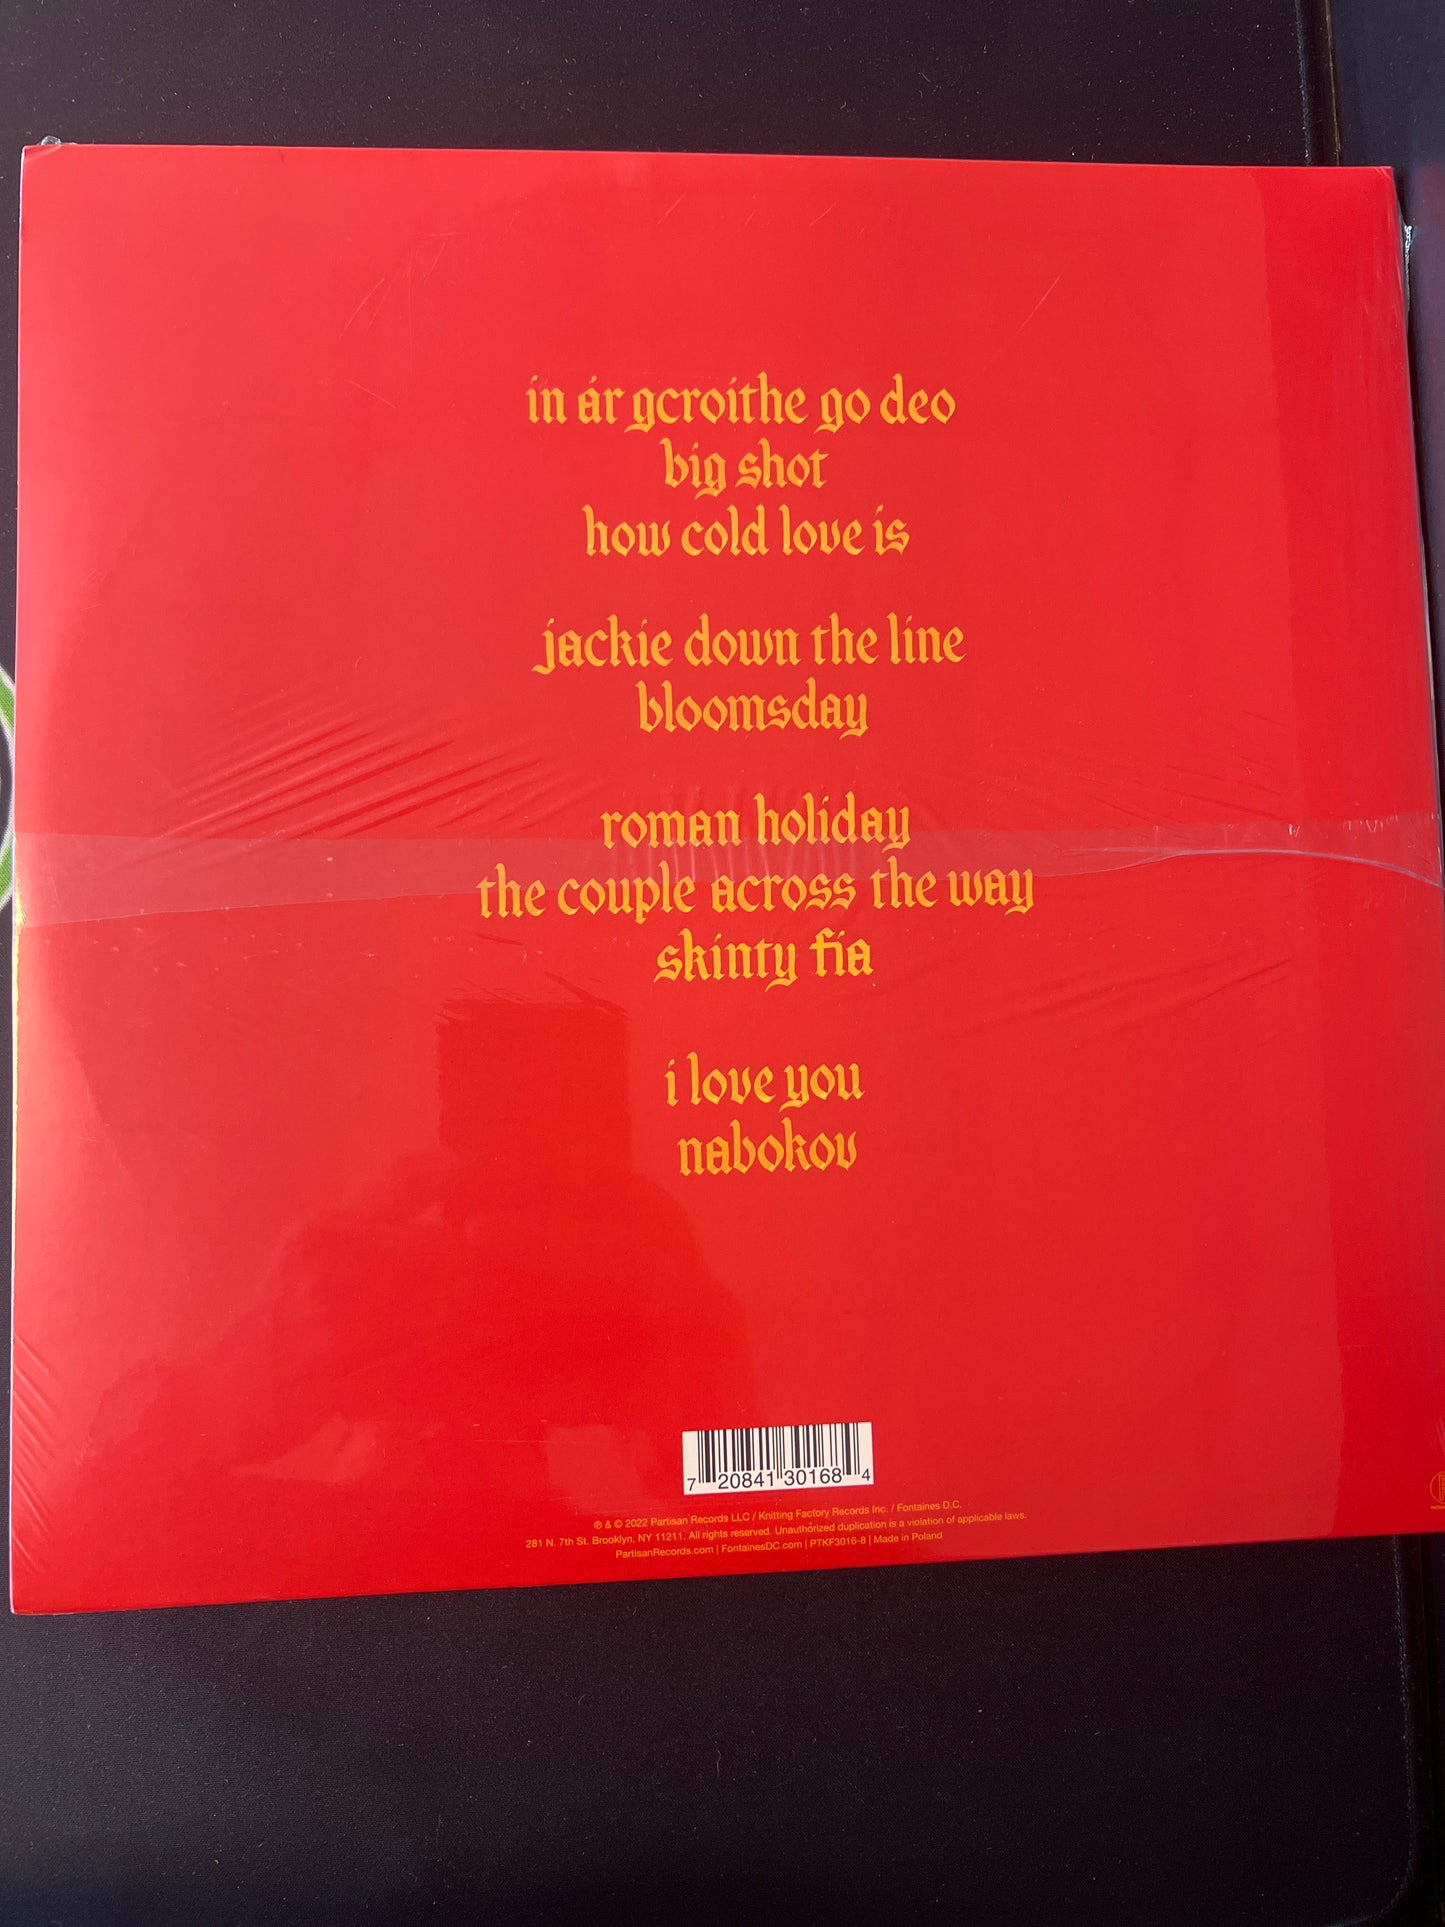 in ár gcroíthe go deo
big shot
how cold love is
jackie down the line
bloomsday
roman holiday
the couple across the way
skinty fia
i love you
nabokov
7 20841 30168 4
℗ & © 2022 Partisan Records LLC / Knitting Factory Records Inc. / Fontaines D.C.
281 N. 7th St. Brooklyn, NY 11211. All rights reserved. Unauthorized duplication is a violation of applicable laws.
PartisanRecords.com | FontainesDC.com | PTKF3016-8 | Made in Poland